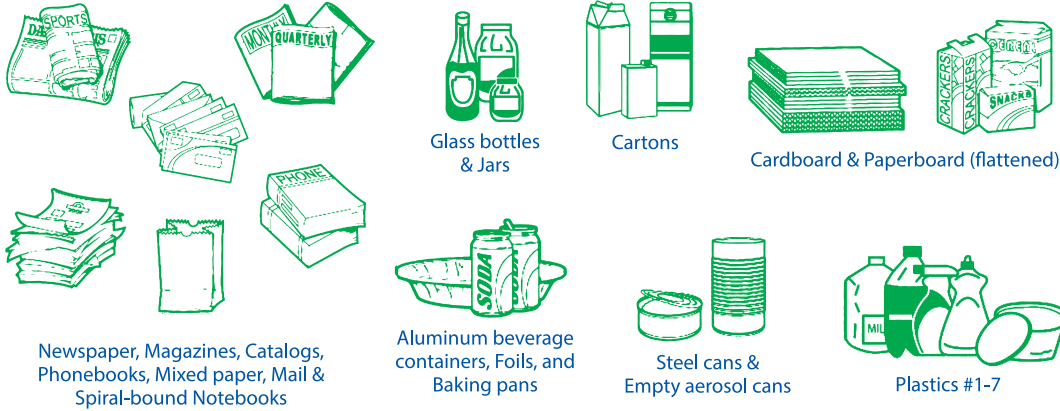 SPORTS
MONTHLY
QUARTERLY
PHONE
Newspaper, Magazines, Catalogs,
Phonebooks, Mixed paper, Mail &
Spiral-bound Notebooks
Glass bottles
& Jars
Cartons
CRACKERS
CRACKERS
CEREAL
SNACKS
Cardboard & Paperboard (flattened)
SODA
SODA
Aluminum beverage
containers, Foils, and
Baking pans
Steel cans &
Empty aerosol cans
MIL
Plastics #1-7